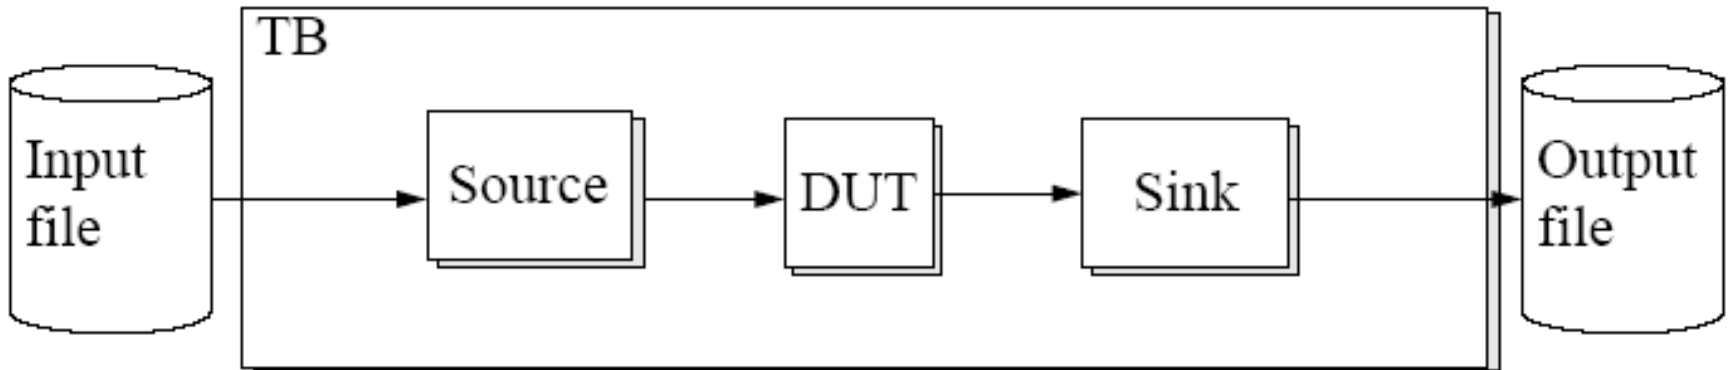 TB
Input
file
Source
DUT
Sink
Output
file